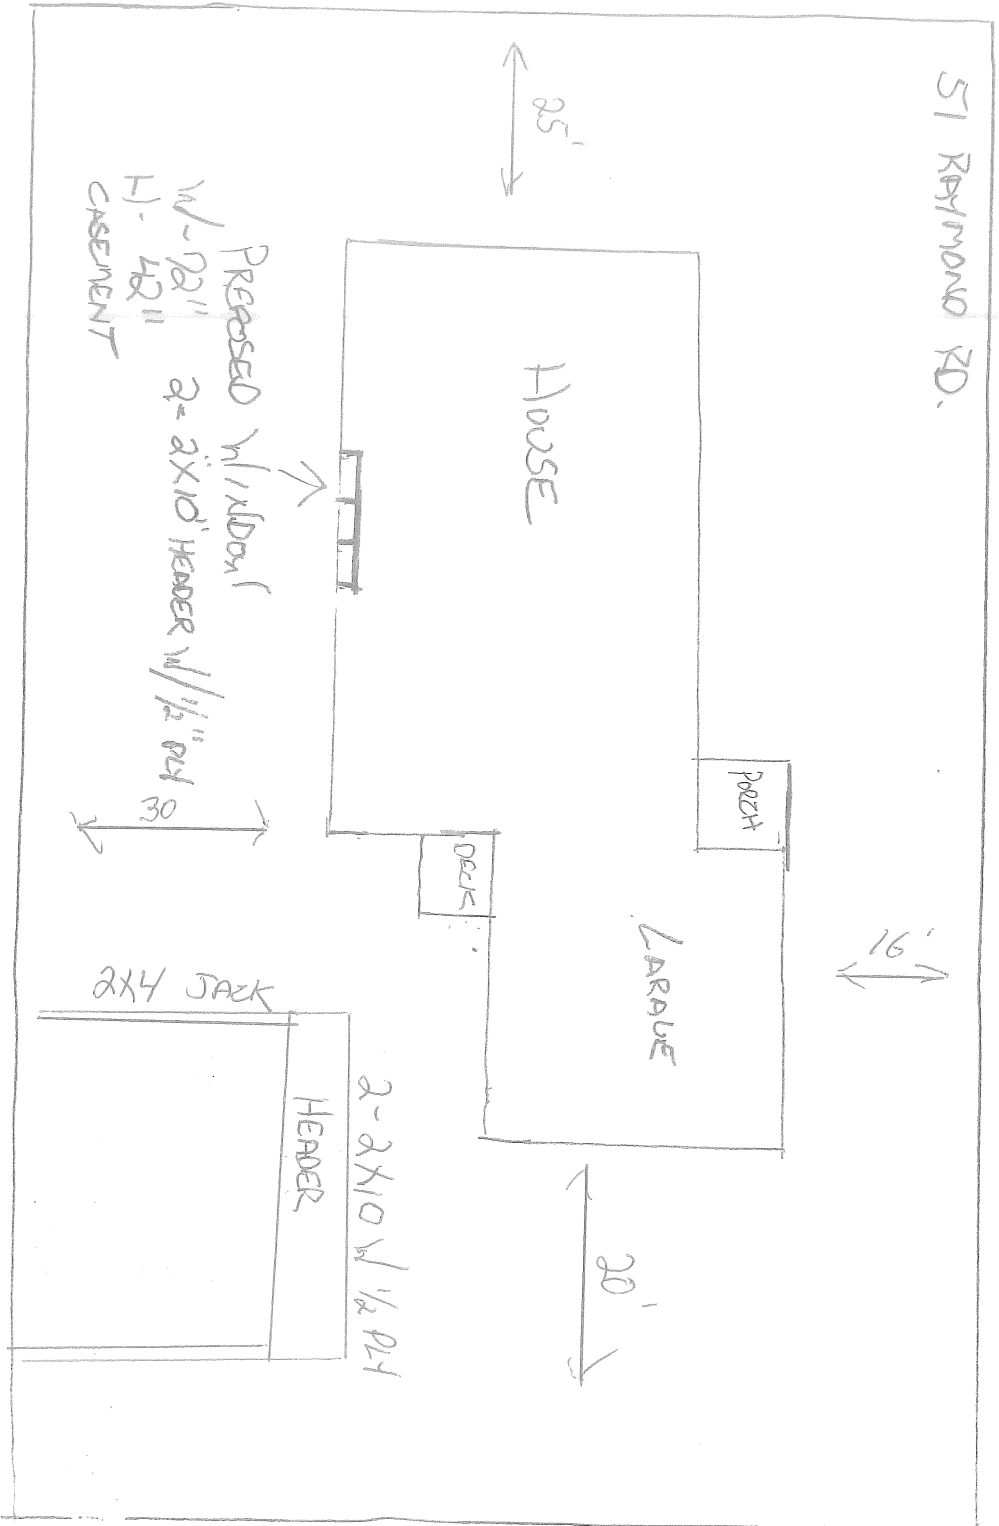 51 RAYMOND RD.
25'
HOUSE
PORCH
16'
GARAGE
DECK
20'
PROPOSED WINDOW
W-72"
H- 42"
CASEMENT
2- 2X10 HEADER W/ 1/2" PLY
30
2X4 JACK
HEADER
2- 2X10 W 1/2 PLY